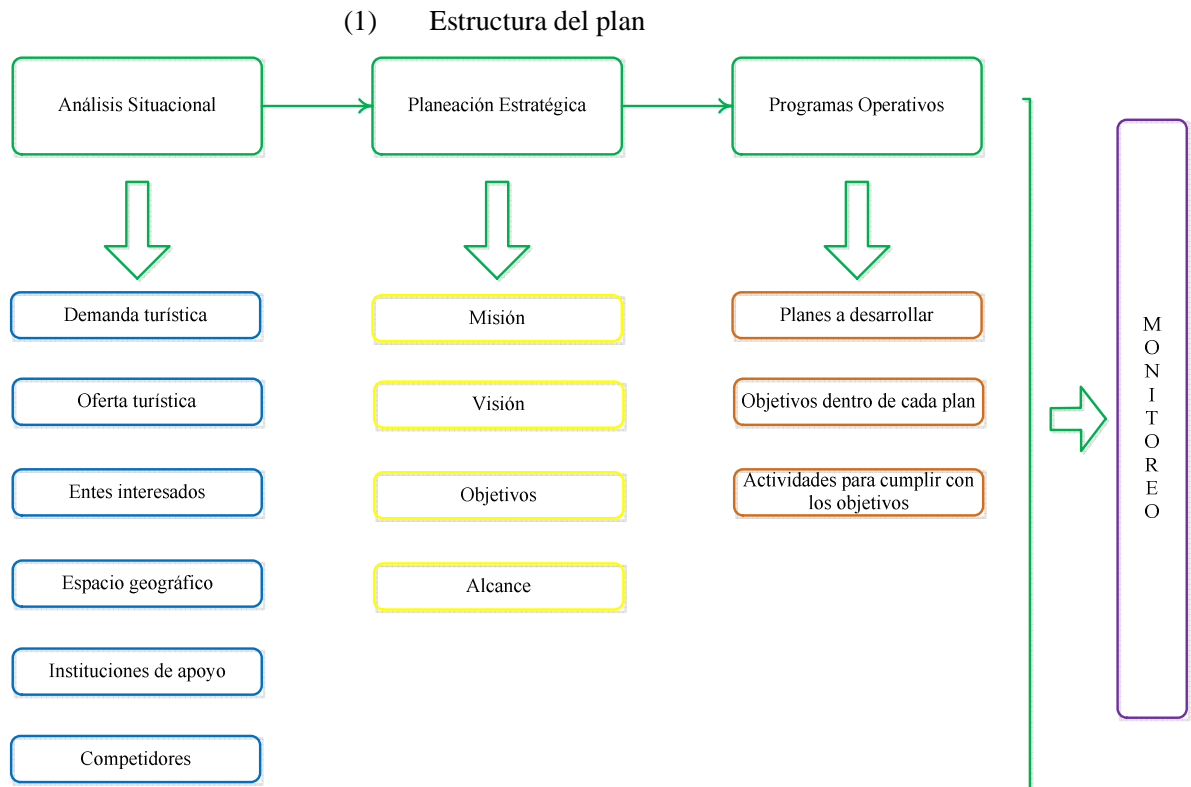 (1) Estructura del plan
Análisis Situacional
Planeación Estratégica
Programas Operativos
Demanda turística
Oferta turística
Entes interesados
Espacio geográfico
Instituciones de apoyo
Competidores
Misión
Visión
Objetivos
Alcance
Planes a desarrollar
Objetivos dentro de cada plan
Actividades para cumplir con
los objetivos
MONITOREO